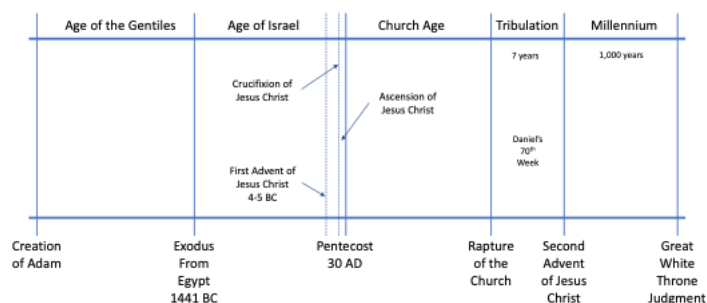 Age of the Gentiles
Age of Israel
Church Age
Tribulation
Millennium
7 years
1,000 years
Crucifixion of
Jesus Christ
Ascension of
Jesus Christ
Daniel's
70th
Week
First Advent of
Jesus Christ
4-5 BC
Creation
of Adam
Exodus
From
Egypt
1441 BC
Pentecost
30 AD
Rapture
of the
Church
Second
Advent
of Jesus
Christ
Great
White
Throne
Judgment